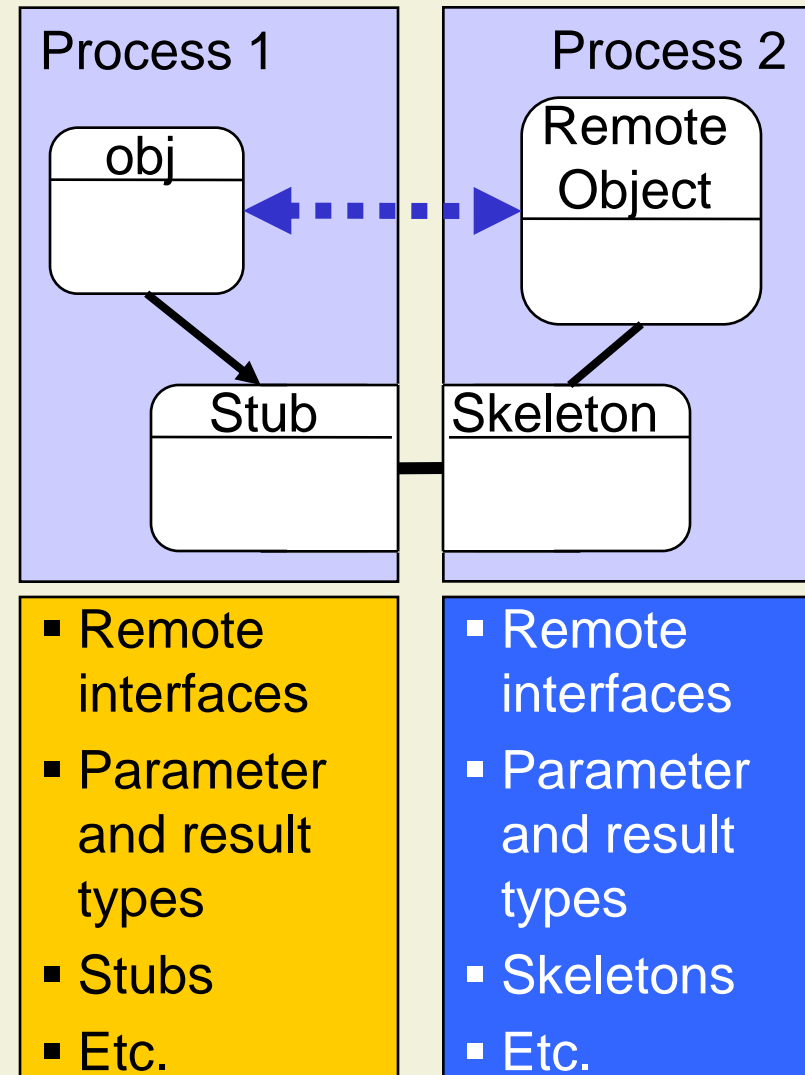 Process 1
obj
Stub
Process 2
Remote
Object
Skeleton
▪ Remote
interfaces
▪ Parameter
and result
types
▪ Stubs
▪ Etc.
▪ Remote
interfaces
▪ Parameter
and result
types
▪ Skeletons
▪ Etc.